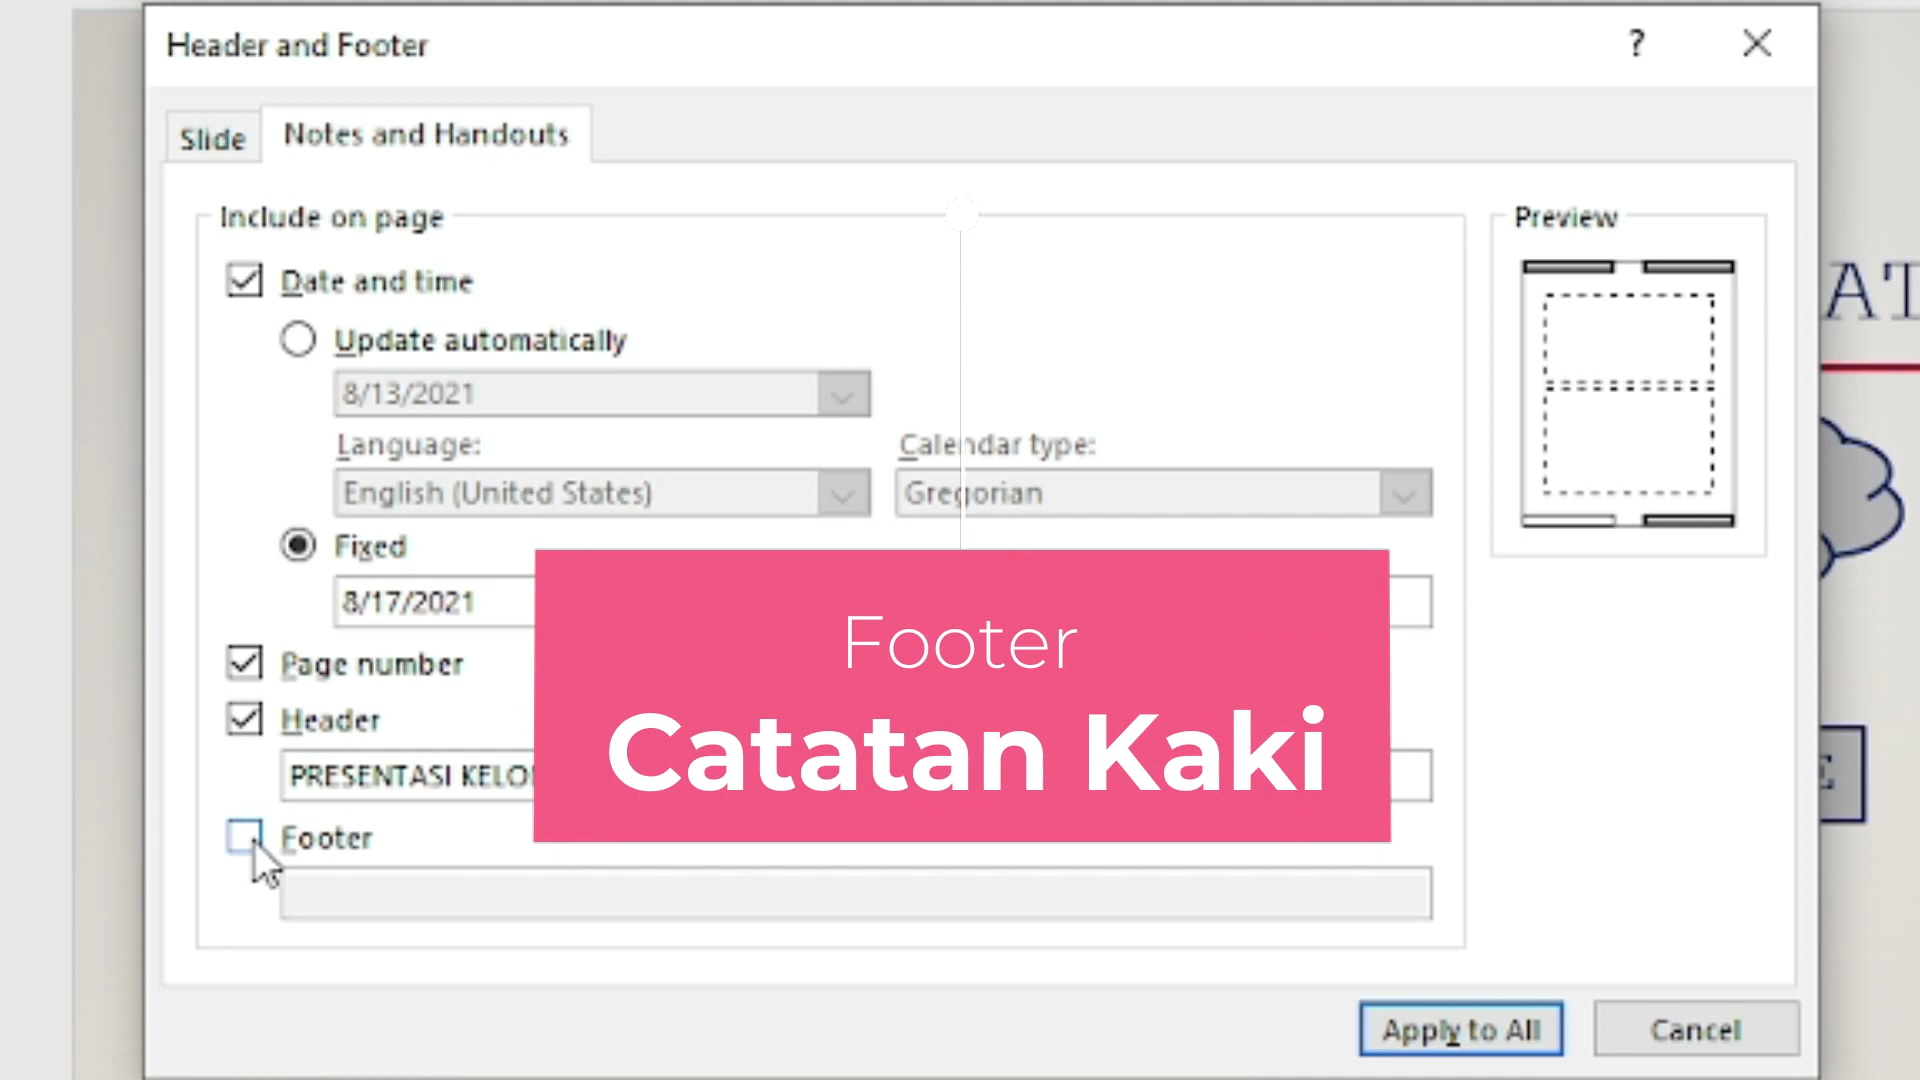 Header and Footer
?
Slide
Notes and Handouts
Include on page
Preview
Date and time
Update automatically
8/13/2021
Language:
Calendar type:
English (United States)
Gregorian
Fixed
8/17/2021
Page number
Header
PRESENTASI
Footer
Footer
Catatan Kaki
Apply to All
Cancel